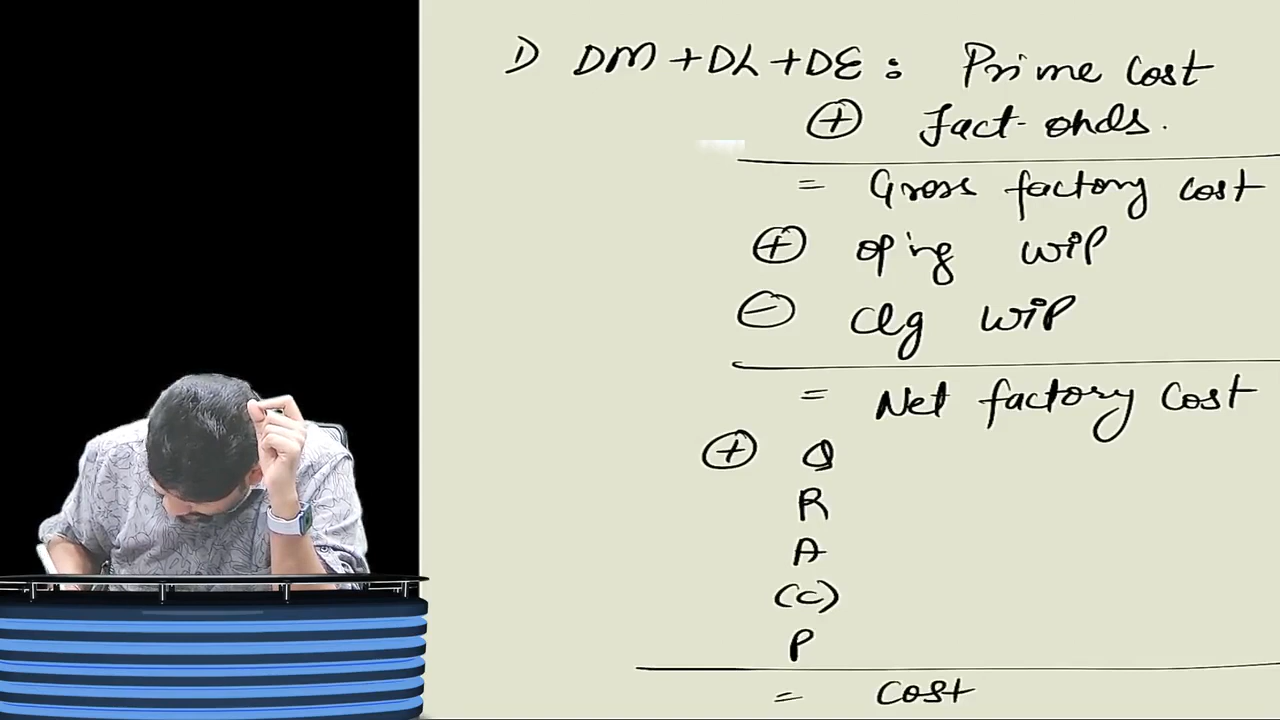 1) DM + DL + DE : Prime Cost
⊕ Fact- ohds.
= Gross factory cost
⊕ op'ing WIP
⊖ Clg WIP
= Net factory Cost
⊕ Q
R
A
(C)
P
= Cost